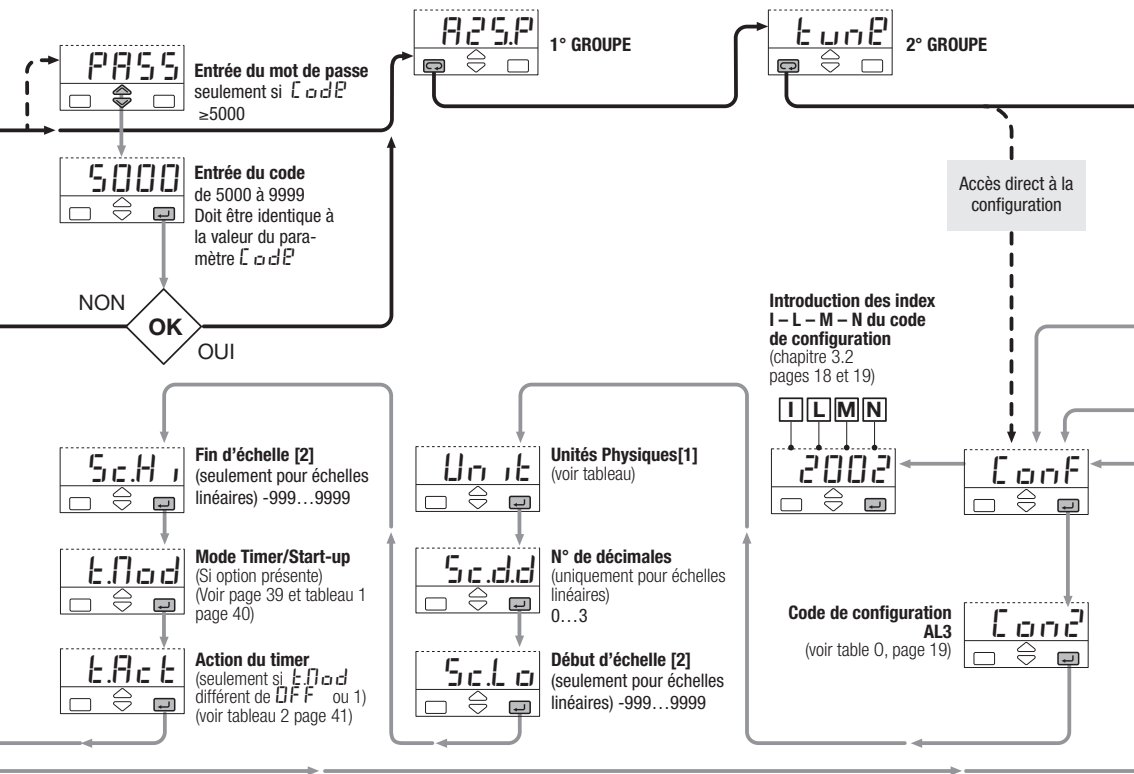 PASS
Entrée du mot de passe
seulement si CodE
≥5000
A2S.P
1° GROUPE
tunE
2° GROUPE
5000
Entrée du code
de 5000 à 9999
Doit être identique à
la valeur du para-
mètre CodE
Accès direct à la
configuration
NON
OK
OUI
Introduction des index
I – L – M – N du code
de configuration
(chapitre 3.2
pages 18 et 19)
I L M N
2002
ConF
Sc.Hi
Fin d'échelle [2]
(seulement pour échelles
linéaires) -999...9999
Unit
Unités Physiques[1]
(voir tableau)
t.Mod
Mode Timer/Start-up
(Si option présente)
(Voir page 39 et tableau 1
page 40)
Sc.d.d
N° de décimales
(uniquement pour échelles
linéaires)
0...3
Code de configuration
AL3
(voir table O, page 19)
Con2
t.Act
Action du timer
(seulement si t.Mod
différent de OFF ou 1)
(voir tableau 2 page 41)
Sc.Lo
Début d'échelle [2]
(seulement pour échelles
linéaires) -999...9999